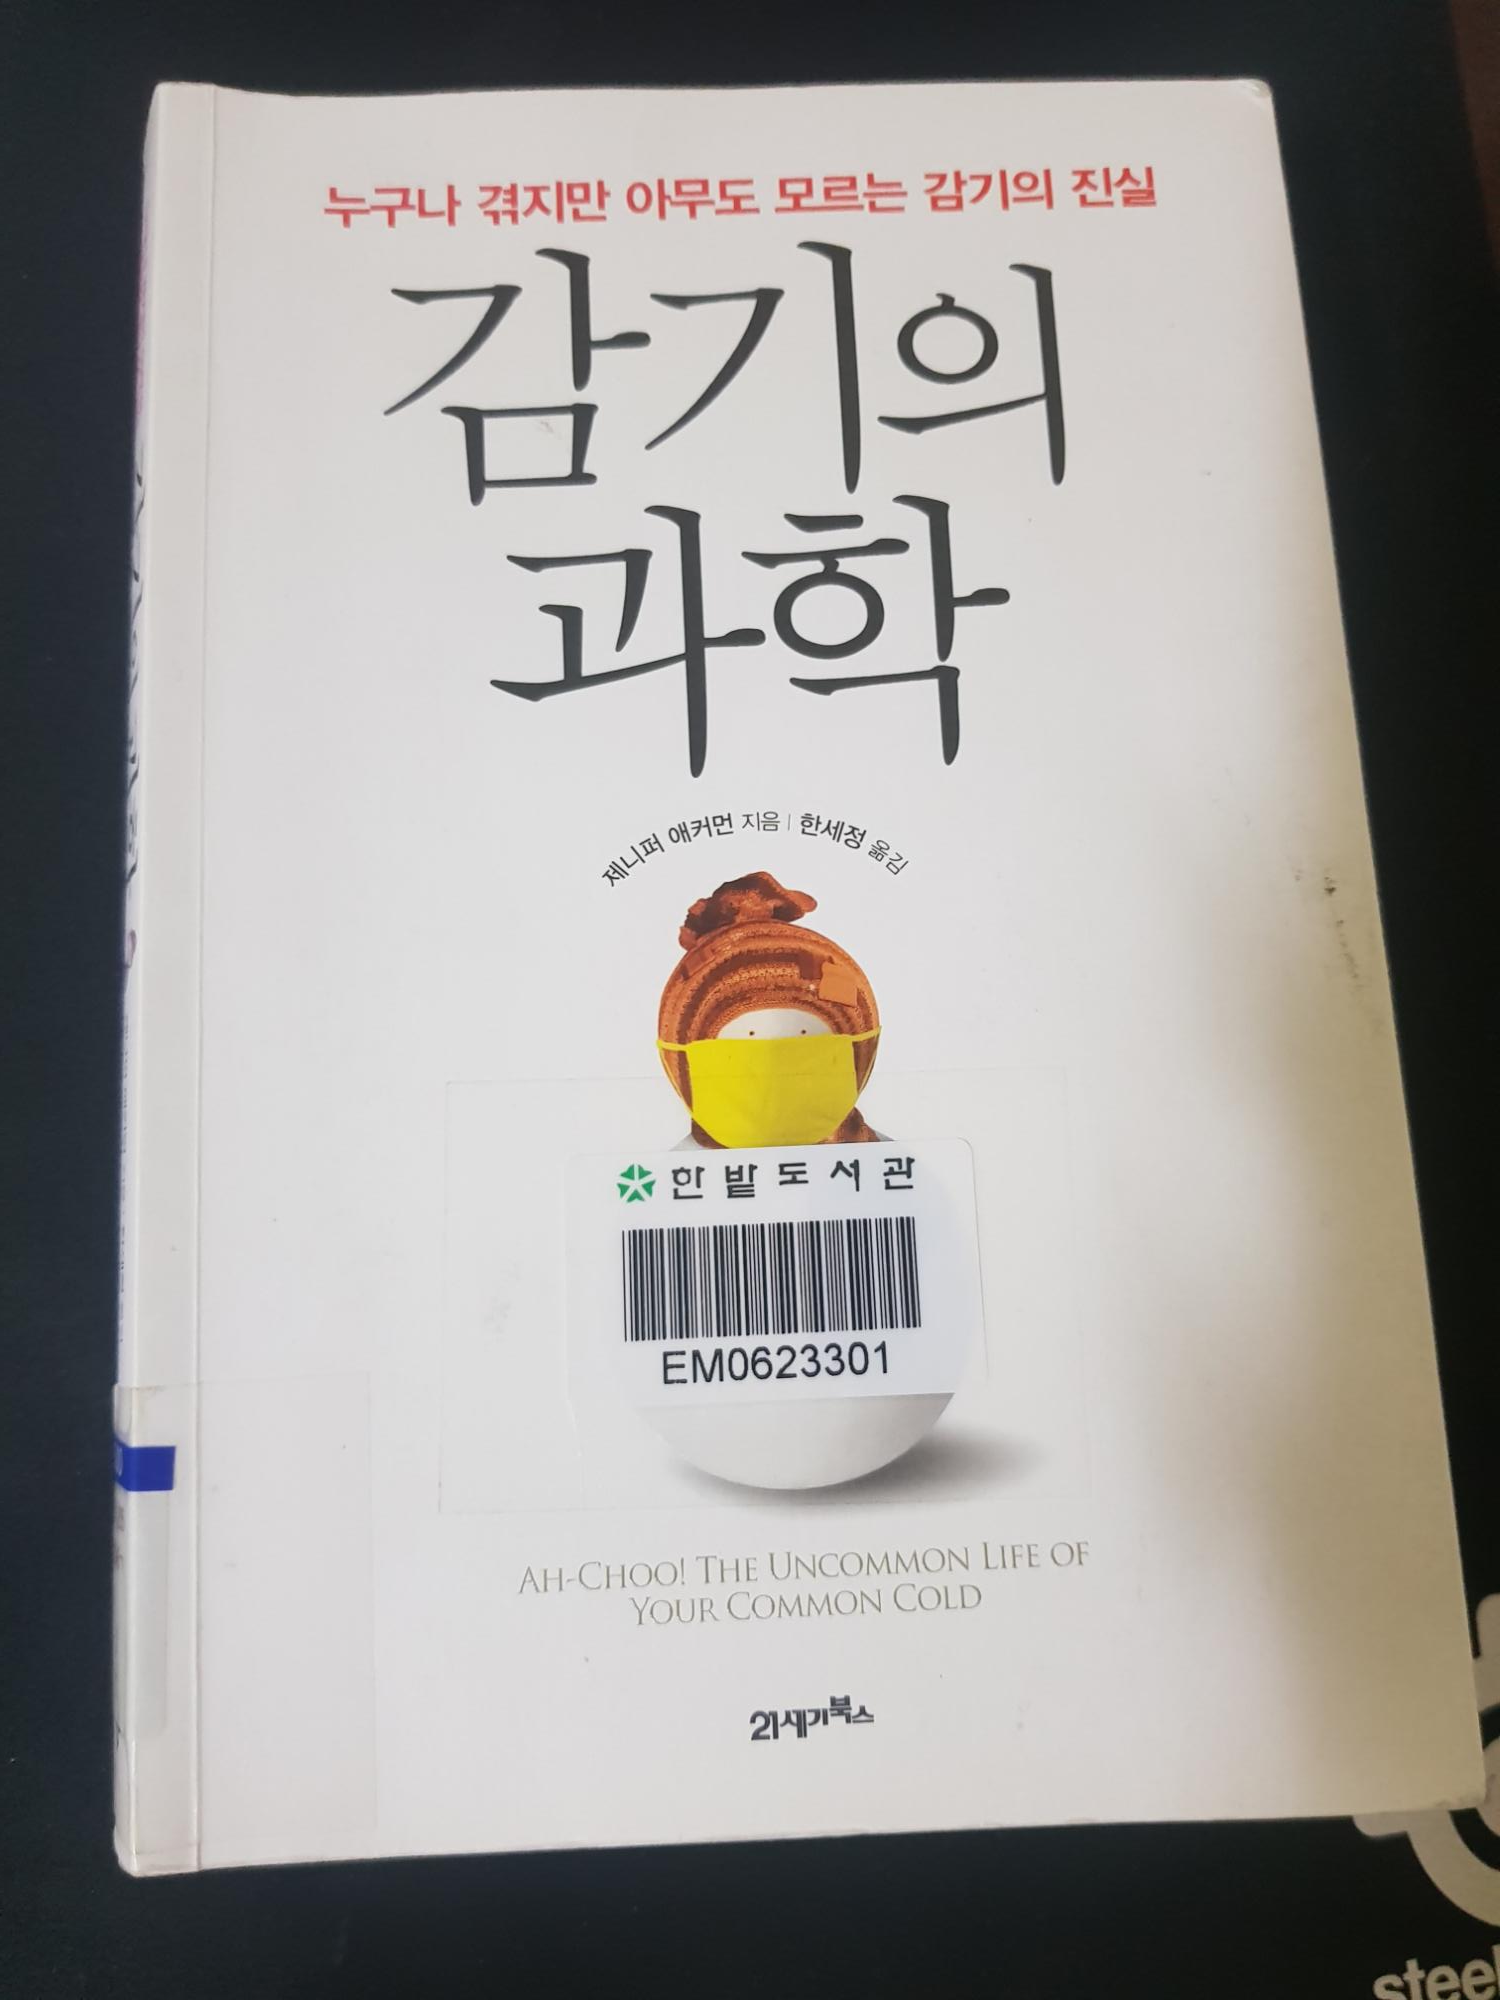 누구나 겪지만 아무도 모르는 감기의 진실
감기의
과학
제니퍼 애커먼 지음 | 한세정 옮김
한밭도서관
EM0623301
AH-CHOO! THE UNCOMMON LIFE OF
YOUR COMMON COLD
21세기북스
steel